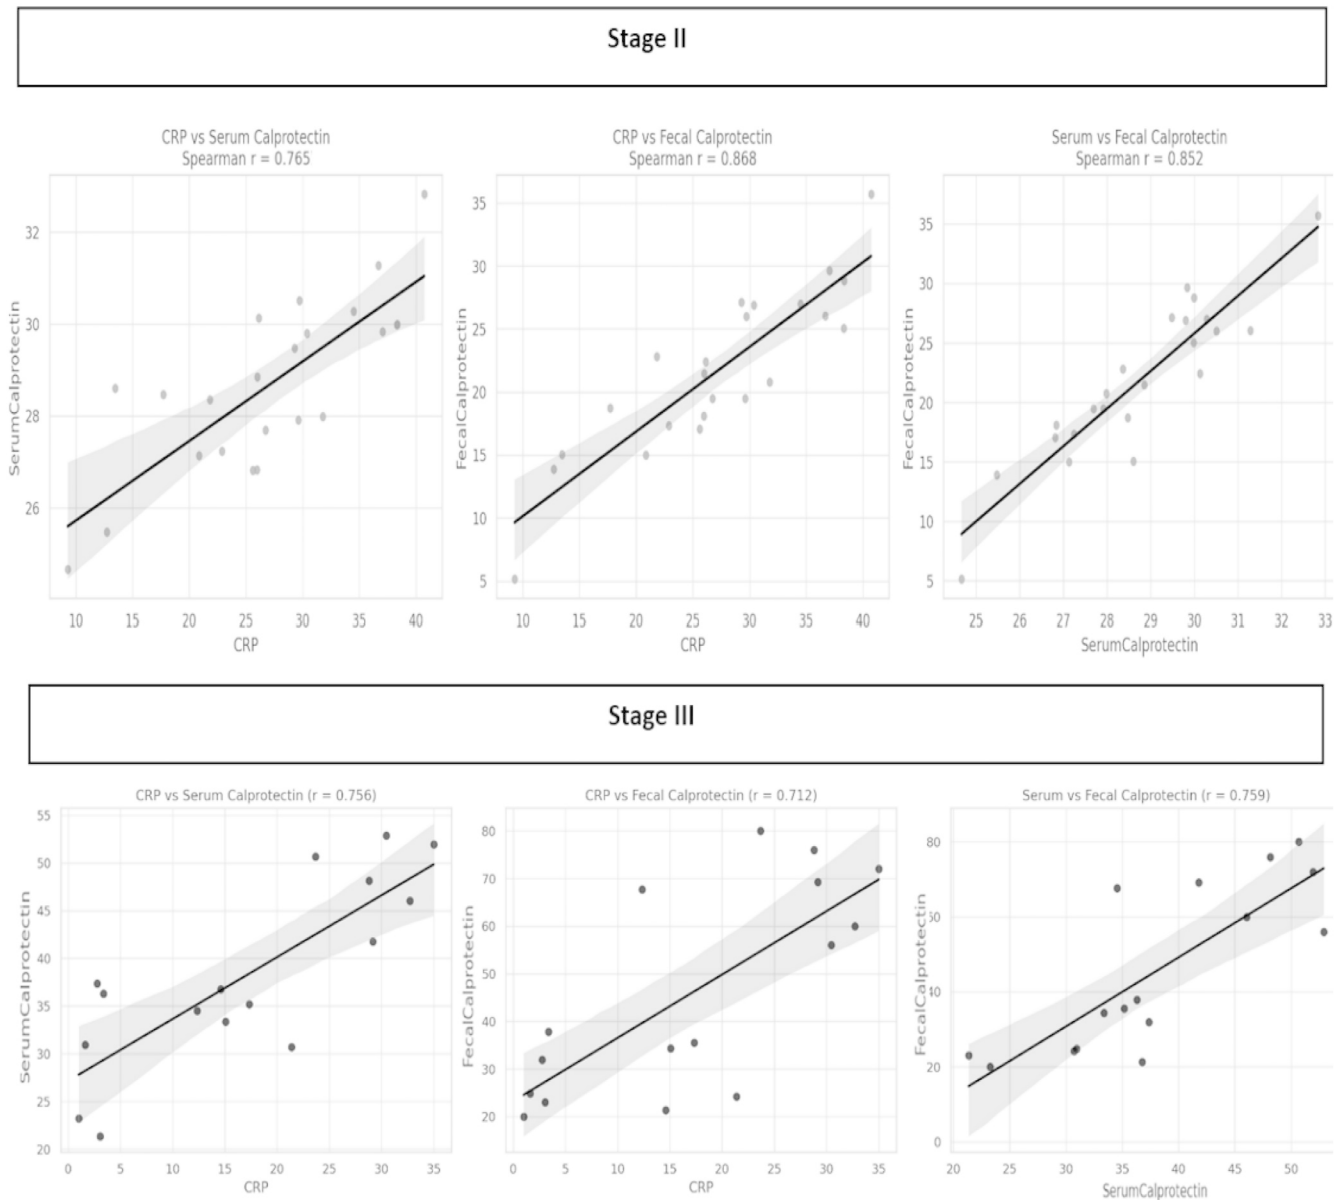 Stage II
CRP vs Serum Calprotectin
Spearman r = 0.765
SerumCalprotectin
32
30
28
26
10 15 20 25 30 35 40
CRP
CRP vs Fecal Calprotectin
Spearman r = 0.868
FecalCalprotectin
35
30
25
20
15
10
5
10 15 20 25 30 35 40
CRP
Serum vs Fecal Calprotectin
Spearman r = 0.852
FecalCalprotectin
35
30
25
20
15
10
5
25 26 27 28 29 30 31 32 33
SerumCalprotectin
Stage III
CRP vs Serum Calprotectin (r = 0.756)
SerumCalprotectin
55
50
45
40
35
30
25
20
0 5 10 15 20 25 30 35
CRP
CRP vs Fecal Calprotectin (r = 0.712)
FecalCalprotectin
80
70
60
50
40
30
20
0 5 10 15 20 25 30 35
CRP
Serum vs Fecal Calprotectin (r = 0.759)
FecalCalprotectin
80
60
40
20
0
20 25 30 35 40 45 50
SerumCalprotectin